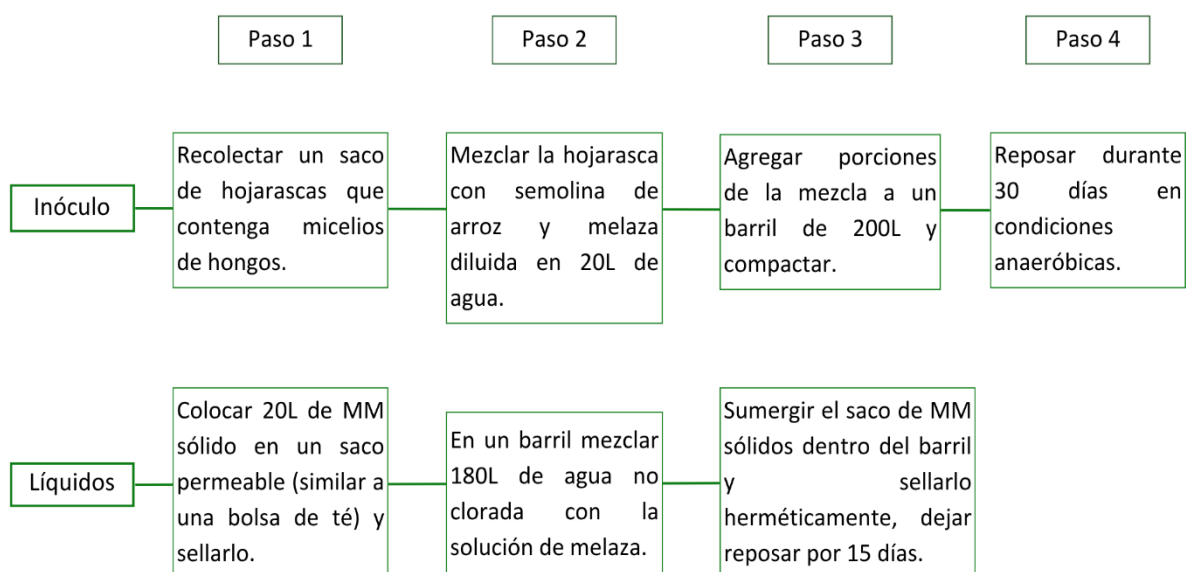 Paso 1
Paso 2
Paso 3
Paso 4
Inóculo
Recolectar un saco
de hojarascas que
contenga micelios
de hongos.
Mezclar la hojarasca
con semolina de
arroz y melaza
diluida en 20L de
agua.
Agregar porciones
de la mezcla a un
barril de 200L y
compactar.
Reposar durante
30 días en
condiciones
anaeróbicas.
Líquidos
Colocar 20L de MM
sólido en un saco
permeable (similar a
una bolsa de té) y
sellarlo.
En un barril mezclar
180L de agua no
clorada con la
solución de melaza.
Sumergir el saco de MM
sólidos dentro del barril
y sellarlo
herméticamente, dejar
reposar por 15 días.